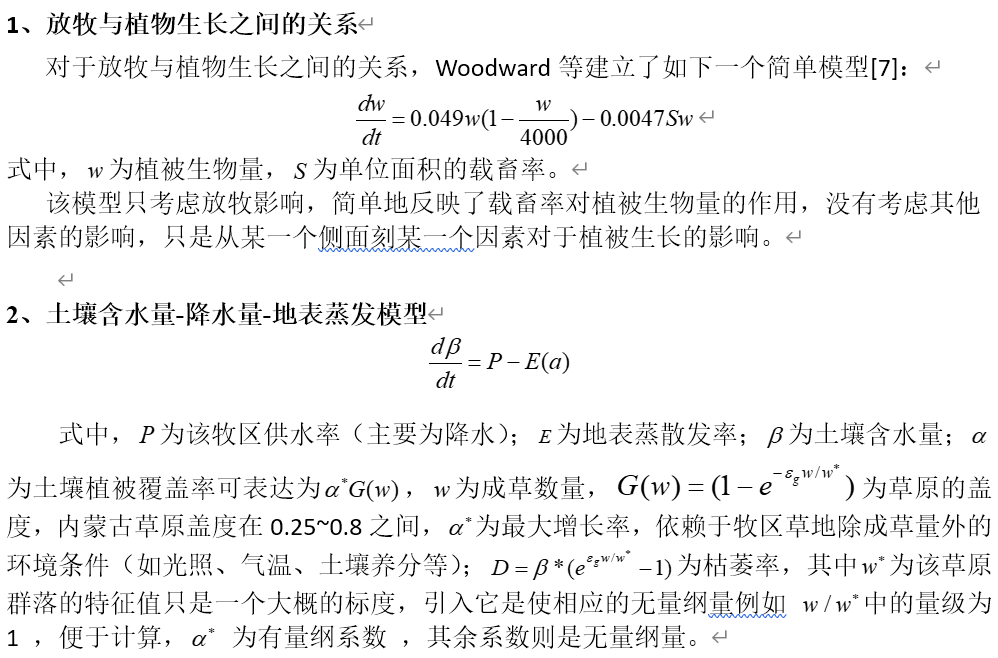 1、放牧与植物生长之间的关系↵
对于放牧与植物生长之间的关系，Woodward 等建立了如下一个简单模型[7]：↵
dw/dt = 0.049w(1 − w/4000) − 0.0047Sw↵
式中，w 为植被生物量，S 为单位面积的载畜率。↵
该模型只考虑放牧影响，简单地反映了载畜率对植被生物量的作用，没有考虑其他
因素的影响，只是从某一个侧面刻某一个因素对于植被生长的影响。↵
↵
2、土壤含水量-降水量-地表蒸发模型↵
dβ/dt = P − E(a)
式中，P 为该牧区供水率（主要为降水）；E 为地表蒸散发率；β 为土壤含水量；α
为土壤植被覆盖率可表达为 α*G(w)，w 为成草数量，G(w) = (1 − e^(−ε_g w/w*)) 为草原的盖
度，内蒙古草原盖度在 0.25~0.8 之间，α* 为最大增长率，依赖于牧区草地除成草量外的
环境条件（如光照、气温、土壤养分等）；D = β*(e^(ε_g w/w*) − 1) 为枯萎率，其中 w* 为该草原
群落的特征值只是一个大概的标度，引入它是使相应的无量纲量例如 w/w* 中的量级为
1 ，便于计算，α* 为有量纲系数 ，其余系数则是无量纲量。↵